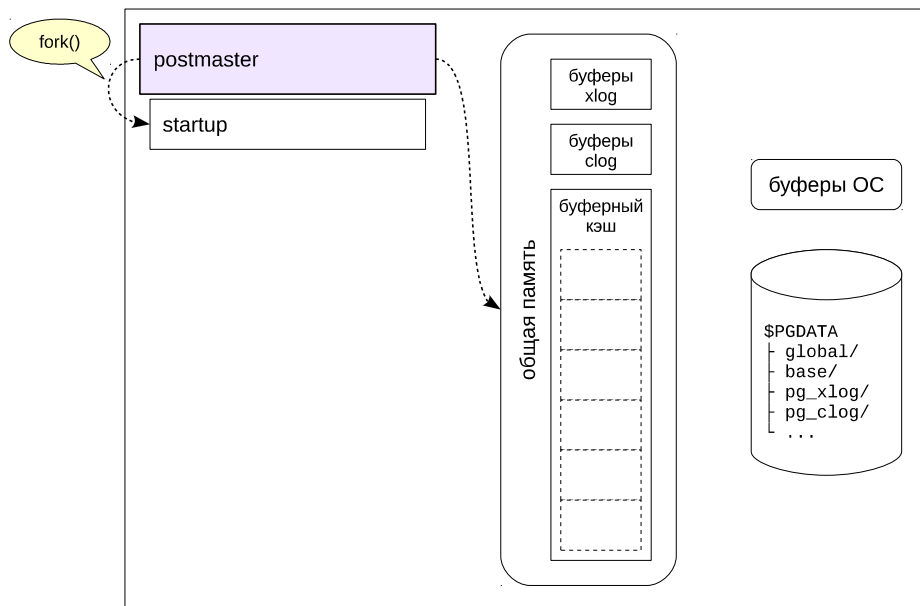 fork()
postmaster
startup
общая память
буферы
xlog
буферы
clog
буферный
кэш
буферы ОС
$PGDATA
├ global/
├ base/
├ pg_xlog/
├ pg_clog/
└ ...